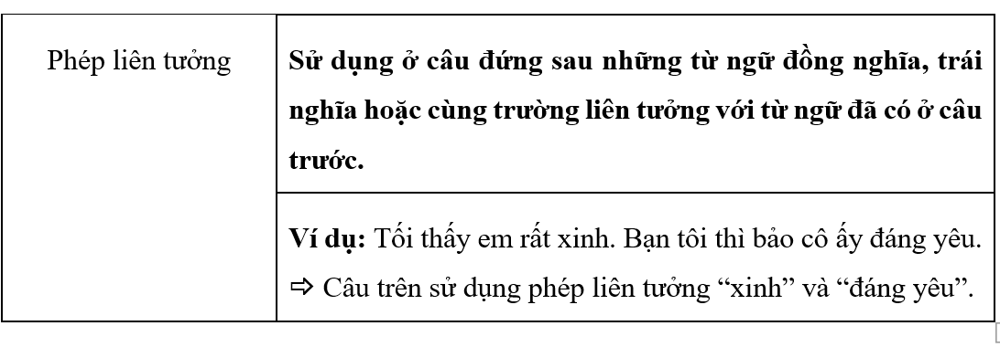 Phép liên tưởng
Sử dụng ở câu đứng sau những từ ngữ đồng nghĩa, trái
nghĩa hoặc cùng trường liên tưởng với từ ngữ đã có ở câu
trước.
Ví dụ: Tối thấy em rất xinh. Bạn tôi thì bảo cô ấy đáng yêu.
⇨ Câu trên sử dụng phép liên tưởng “xinh” và “đáng yêu”.